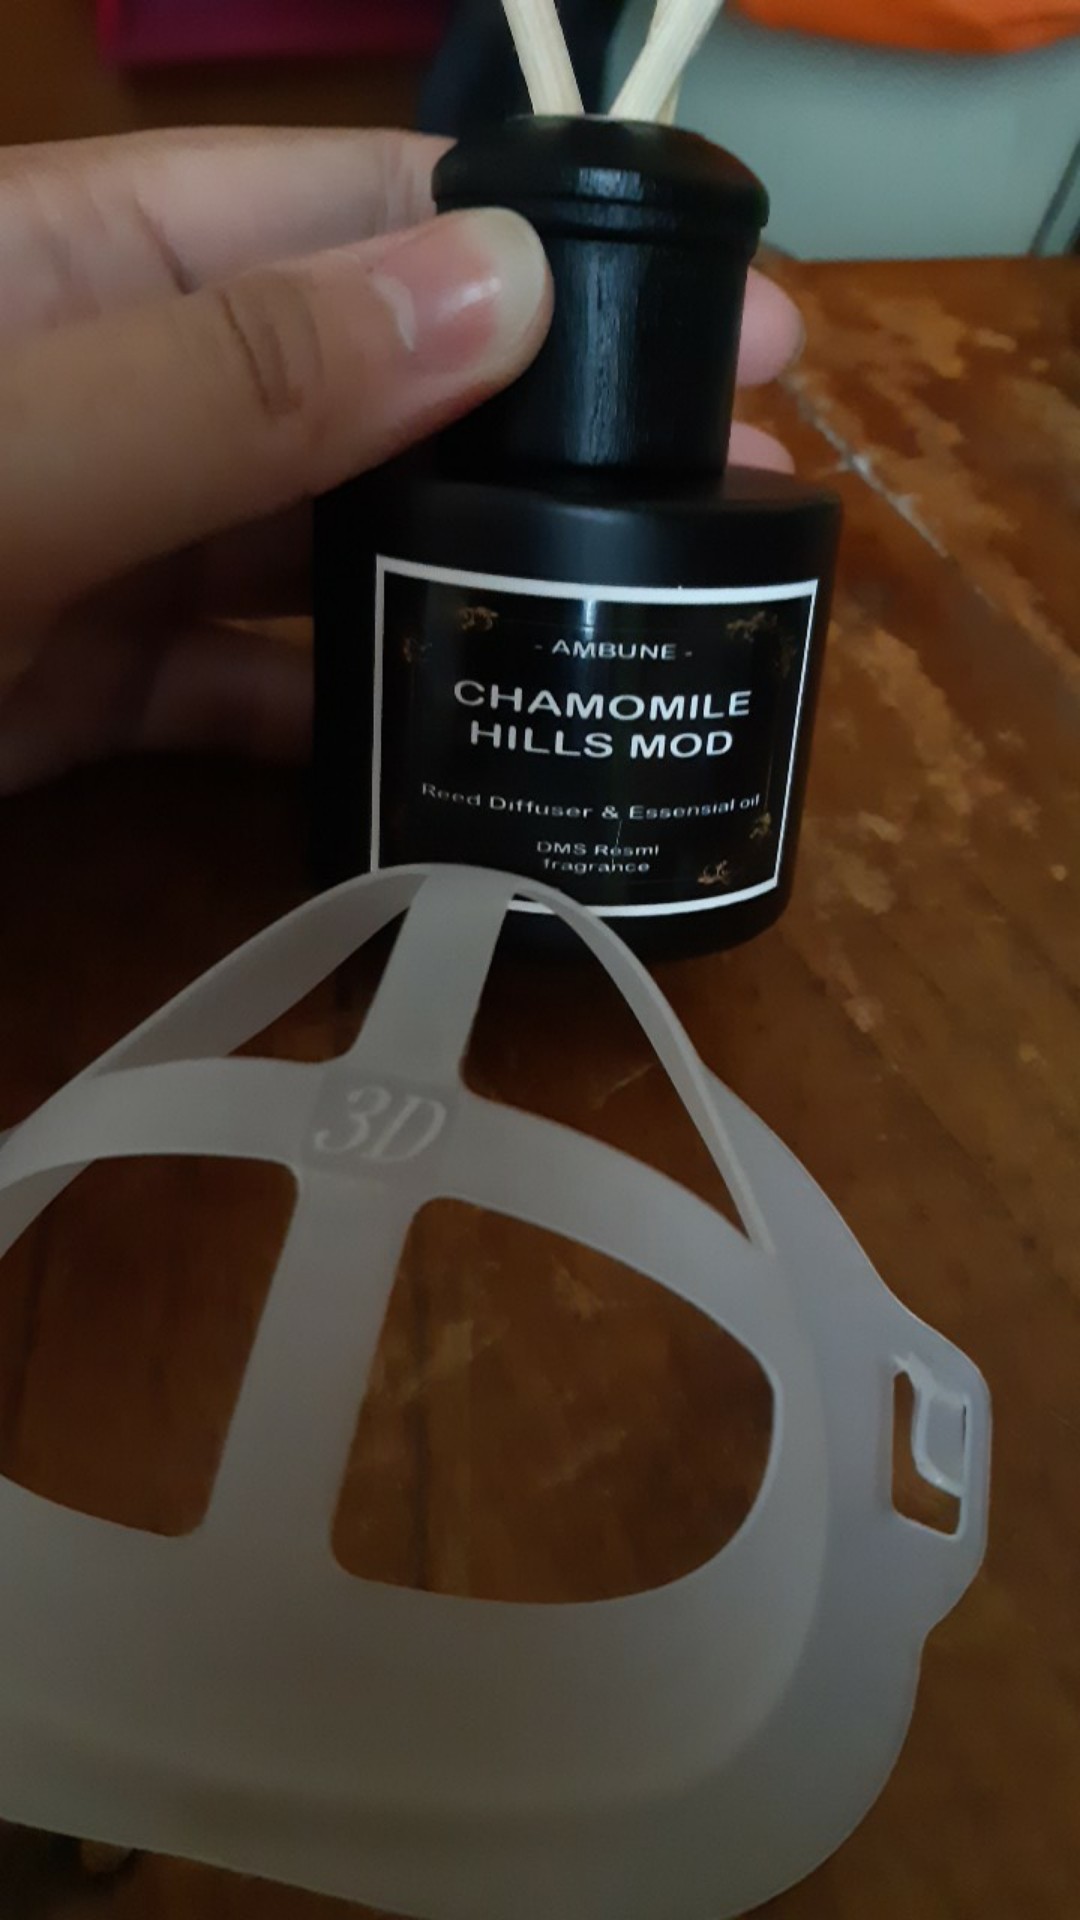 - AMBUNE -
CHAMOMILE
HILLS MOD
Reed Diffuser & Essensial oil
DMS Resmi
fragrance
3D